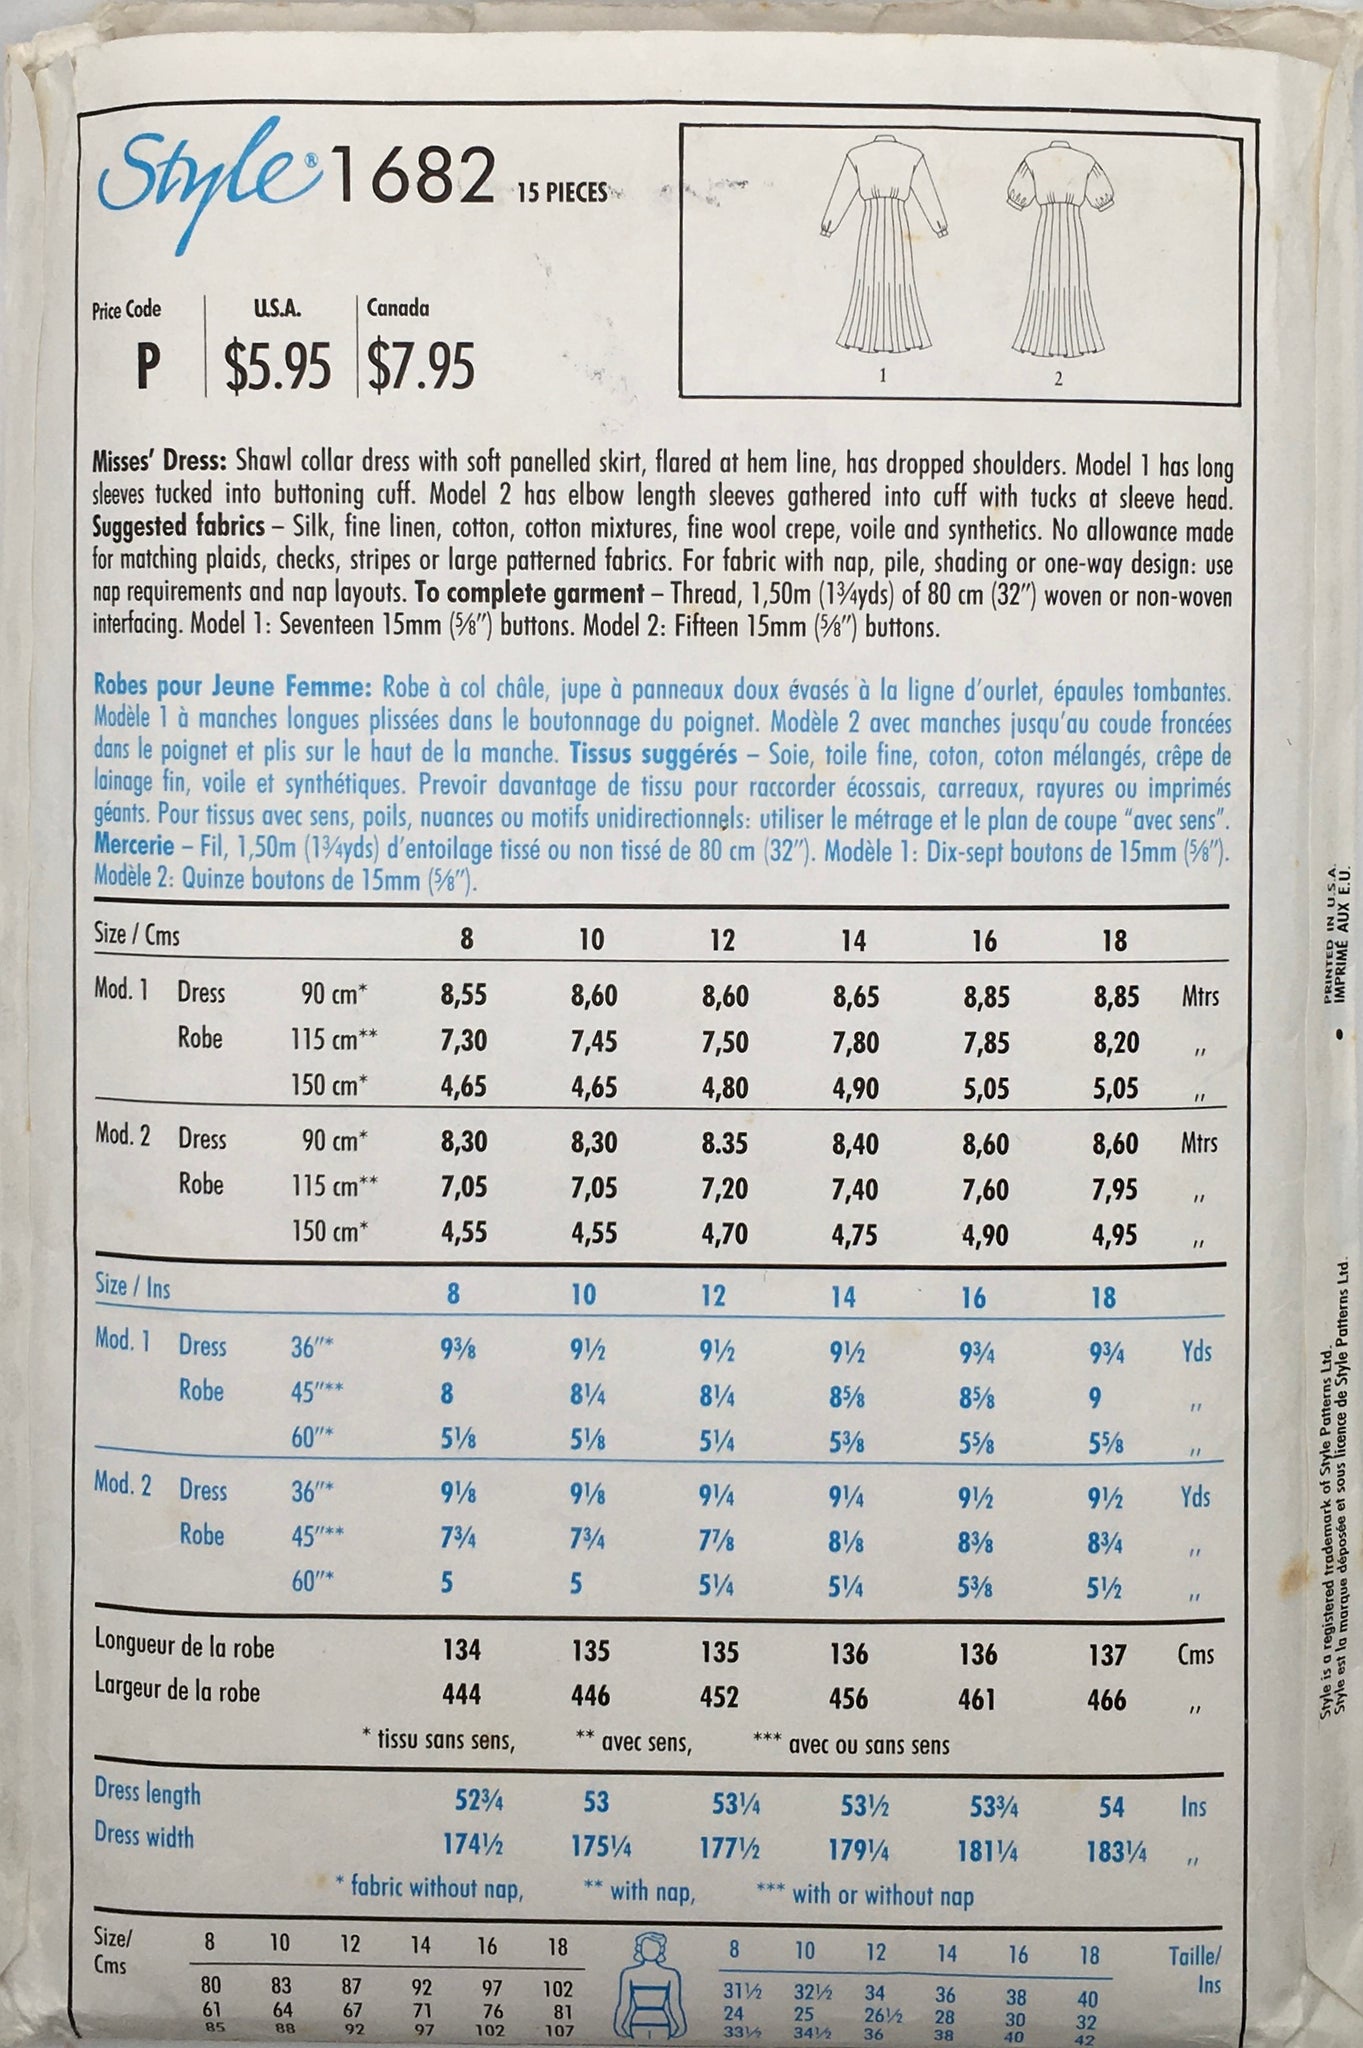 Style® 1682 15 PIECES
Price Code U.S.A. Canada
P $5.95 $7.95
1 2
Misses' Dress: Shawl collar dress with soft panelled skirt, flared at hem line, has dropped shoulders. Model 1 has long
sleeves tucked into buttoning cuff. Model 2 has elbow length sleeves gathered into cuff with tucks at sleeve head.
Suggested fabrics – Silk, fine linen, cotton, cotton mixtures, fine wool crepe, voile and synthetics. No allowance made
for matching plaids, checks, stripes or large patterned fabrics. For fabric with nap, pile, shading or one-way design: use
nap requirements and nap layouts. To complete garment – Thread, 1,50m (1¾yds) of 80 cm (32″) woven or non-woven
interfacing. Model 1: Seventeen 15mm (⅝″) buttons. Model 2: Fifteen 15mm (⅝″) buttons.
Robes pour Jeune Femme: Robe à col châle, jupe à panneaux doux évasés à la ligne d'ourlet, épaules tombantes.
Modèle 1 à manches longues plissées dans le boutonnage du poignet. Modèle 2 avec manches jusqu'au coude froncées
dans le poignet et plis sur le haut de la manche. Tissus suggérés – Soie, toile fine, coton, coton mélangés, crêpe de
lainage fin, voile et synthétiques. Prevoir davantage de tissu pour raccorder écossais, carreaux, rayures ou imprimés
géants. Pour tissus avec sens, poils, nuances ou motifs unidirectionnels: utiliser le métrage et le plan de coupe “avec sens”.
Mercerie – Fil, 1,50m (1¾yds) d'entoilage tissé ou non tissé de 80 cm (32″). Modèle 1: Dix-sept boutons de 15mm (⅝″).
Modèle 2: Quinze boutons de 15mm (⅝″).
Size / Cms 8 10 12 14 16 18
Mod. 1 Dress 90 cm* 8,55 8,60 8,60 8,65 8,85 8,85 Mtrs
Robe 115 cm** 7,30 7,45 7,50 7,80 7,85 8,20 ,,
150 cm* 4,65 4,65 4,80 4,90 5,05 5,05 ,,
Mod. 2 Dress 90 cm* 8,30 8,30 8.35 8,40 8,60 8,60 Mtrs
Robe 115 cm** 7,05 7,05 7,20 7,40 7,60 7,95 ,,
150 cm* 4,55 4,55 4,70 4,75 4,90 4,95 ,,
Size / Ins 8 10 12 14 16 18
Mod. 1 Dress 36″* 9⅜ 9½ 9½ 9½ 9¾ 9¾ Yds
Robe 45″** 8 8¼ 8¼ 8⅝ 8⅝ 9 ,,
60″* 5⅛ 5⅛ 5¼ 5⅜ 5⅝ 5⅝ ,,
Mod. 2 Dress 36″* 9⅛ 9⅛ 9¼ 9¼ 9½ 9½ Yds
Robe 45″** 7¾ 7¾ 7⅞ 8⅛ 8⅜ 8¾ ,,
60″* 5 5 5¼ 5¼ 5⅜ 5½ ,,
Longueur de la robe 134 135 135 136 136 137 Cms
Largeur de la robe 444 446 452 456 461 466 ,,
* tissu sans sens, ** avec sens, *** avec ou sans sens
Dress length 52¾ 53 53¼ 53½ 53¾ 54 Ins
Dress width 174½ 175¼ 177½ 179¼ 181¼ 183¼ ,,
* fabric without nap, ** with nap, *** with or without nap
Size/ 8 10 12 14 16 18 8 10 12 14 16 18 Taille/
Cms Ins
80 83 87 92 97 102 31½ 32½ 34 36 38 40
61 64 67 71 76 81 24 25 26½ 28 30 32
85 88 92 97 102 107 33½ 34½ 36 38 40 42
PRINTED IN U.S.A.
• IMPRIMÉ AUX E.U.
Style is a registered trademark of Style Patterns Ltd.
Style est la marque déposée et sous licence de Style Patterns Ltd.